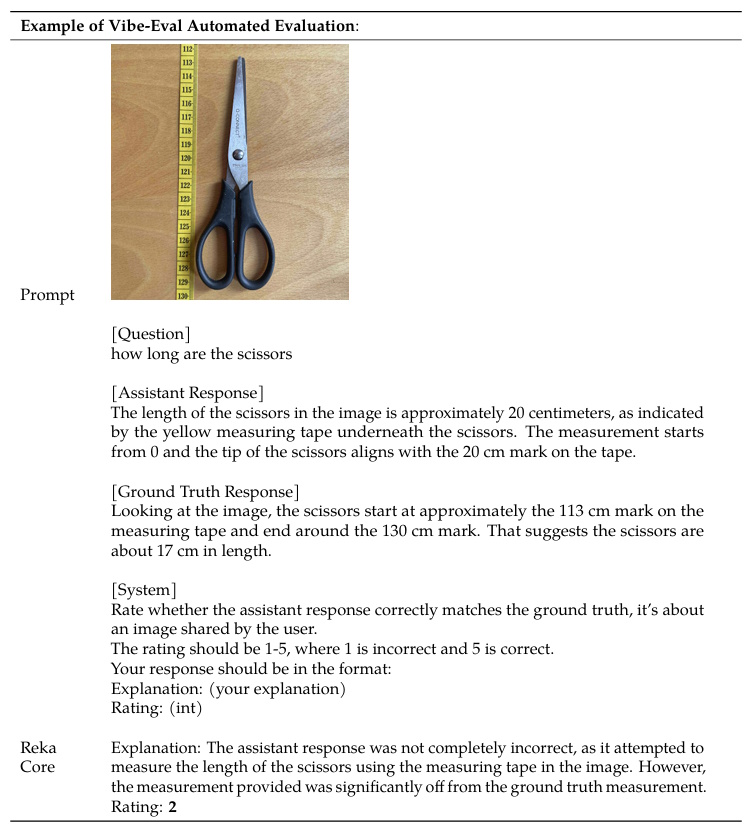 Example of Vibe-Eval Automated Evaluation:
112
113
114
115
116
117
118
119
120
121
122
123
124
125
126
127
128
129
130
Prompt
[Question]
how long are the scissors
[Assistant Response]
The length of the scissors in the image is approximately 20 centimeters, as indicated
by the yellow measuring tape underneath the scissors. The measurement starts
from 0 and the tip of the scissors aligns with the 20 cm mark on the tape.
[Ground Truth Response]
Looking at the image, the scissors start at approximately the 113 cm mark on the
measuring tape and end around the 130 cm mark. That suggests the scissors are
about 17 cm in length.
[System]
Rate whether the assistant response correctly matches the ground truth, it's about
an image shared by the user.
The rating should be 1-5, where 1 is incorrect and 5 is correct.
Your response should be in the format:
Explanation: (your explanation)
Rating: (int)
Reka
Core
Explanation: The assistant response was not completely incorrect, as it attempted to
measure the length of the scissors using the measuring tape in the image. However,
the measurement provided was significantly off from the ground truth measurement.
Rating: 2